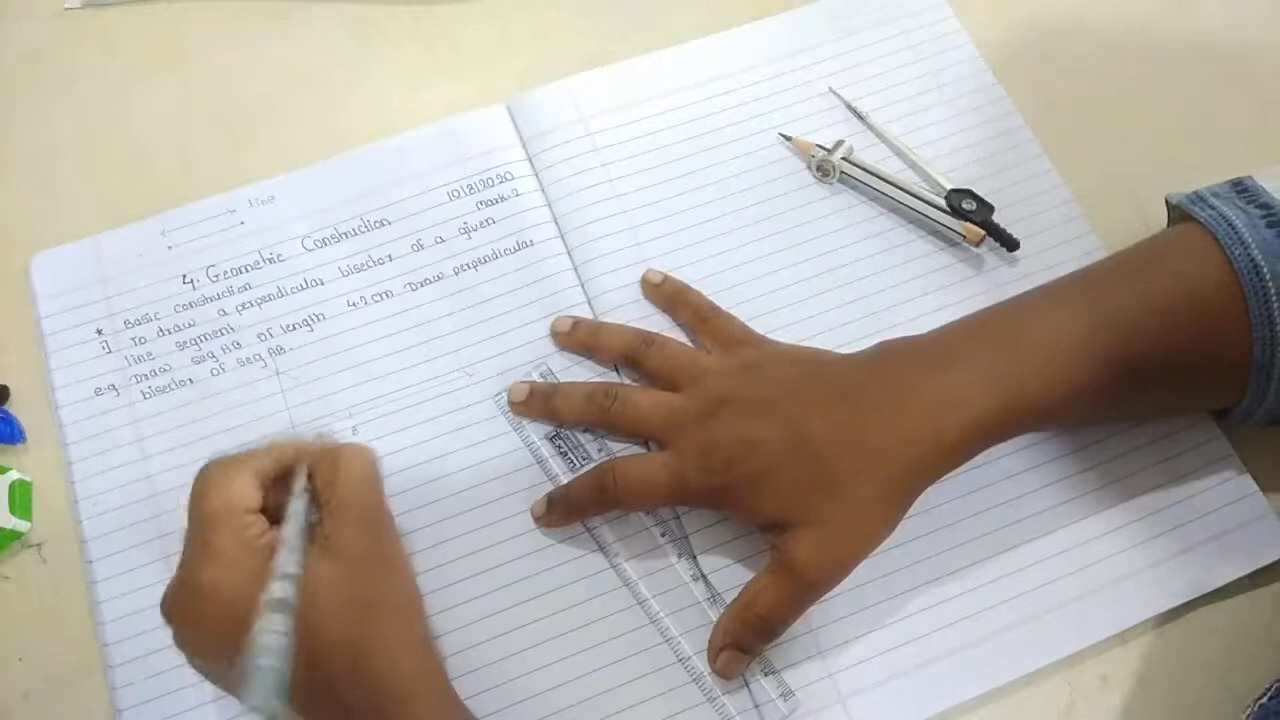 line
10/8/2020
4. Geometric Construction
Mark-2
* Basic construction
i] To draw a perpendicular bisector of a given
line segment.
e.g Draw seg AB of length 4.2 cm Draw perpendicular
bisector of seg AB
B
Exam